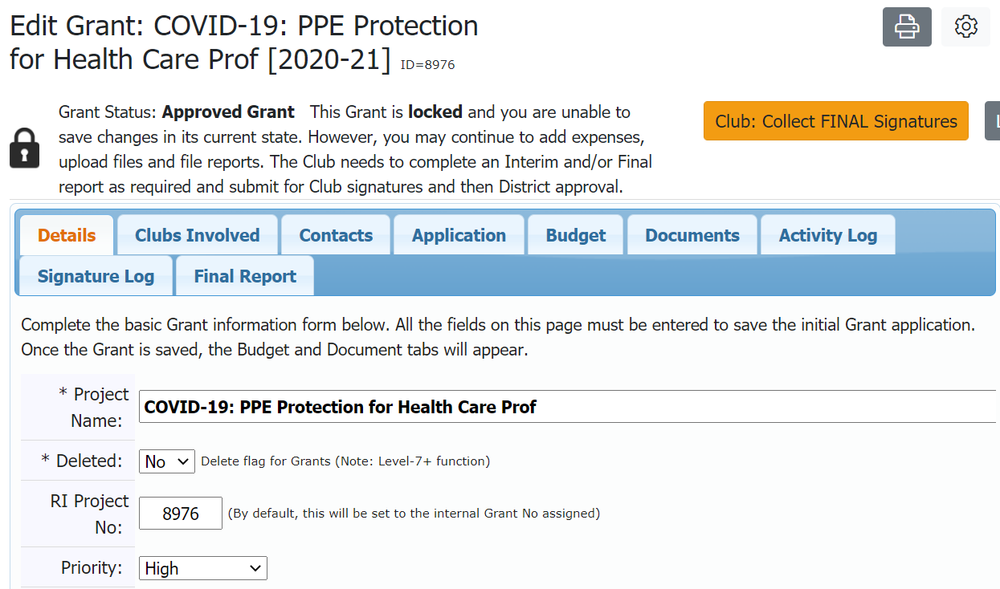 Edit Grant: COVID-19: PPE Protection
for Health Care Prof [2020-21] ID=8976
Grant Status: Approved Grant This Grant is locked and you are unable to
save changes in its current state. However, you may continue to add expenses,
upload files and file reports. The Club needs to complete an Interim and/or Final
report as required and submit for Club signatures and then District approval.
Club: Collect FINAL Signatures
Details Clubs Involved Contacts Application Budget Documents Activity Log
Signature Log Final Report
Complete the basic Grant information form below. All the fields on this page must be entered to save the initial Grant application.
Once the Grant is saved, the Budget and Document tabs will appear.
* Project
Name:
COVID-19: PPE Protection for Health Care Prof
* Deleted: No Delete flag for Grants (Note: Level-7+ function)
RI Project
No:
8976 (By default, this will be set to the internal Grant No assigned)
Priority: High